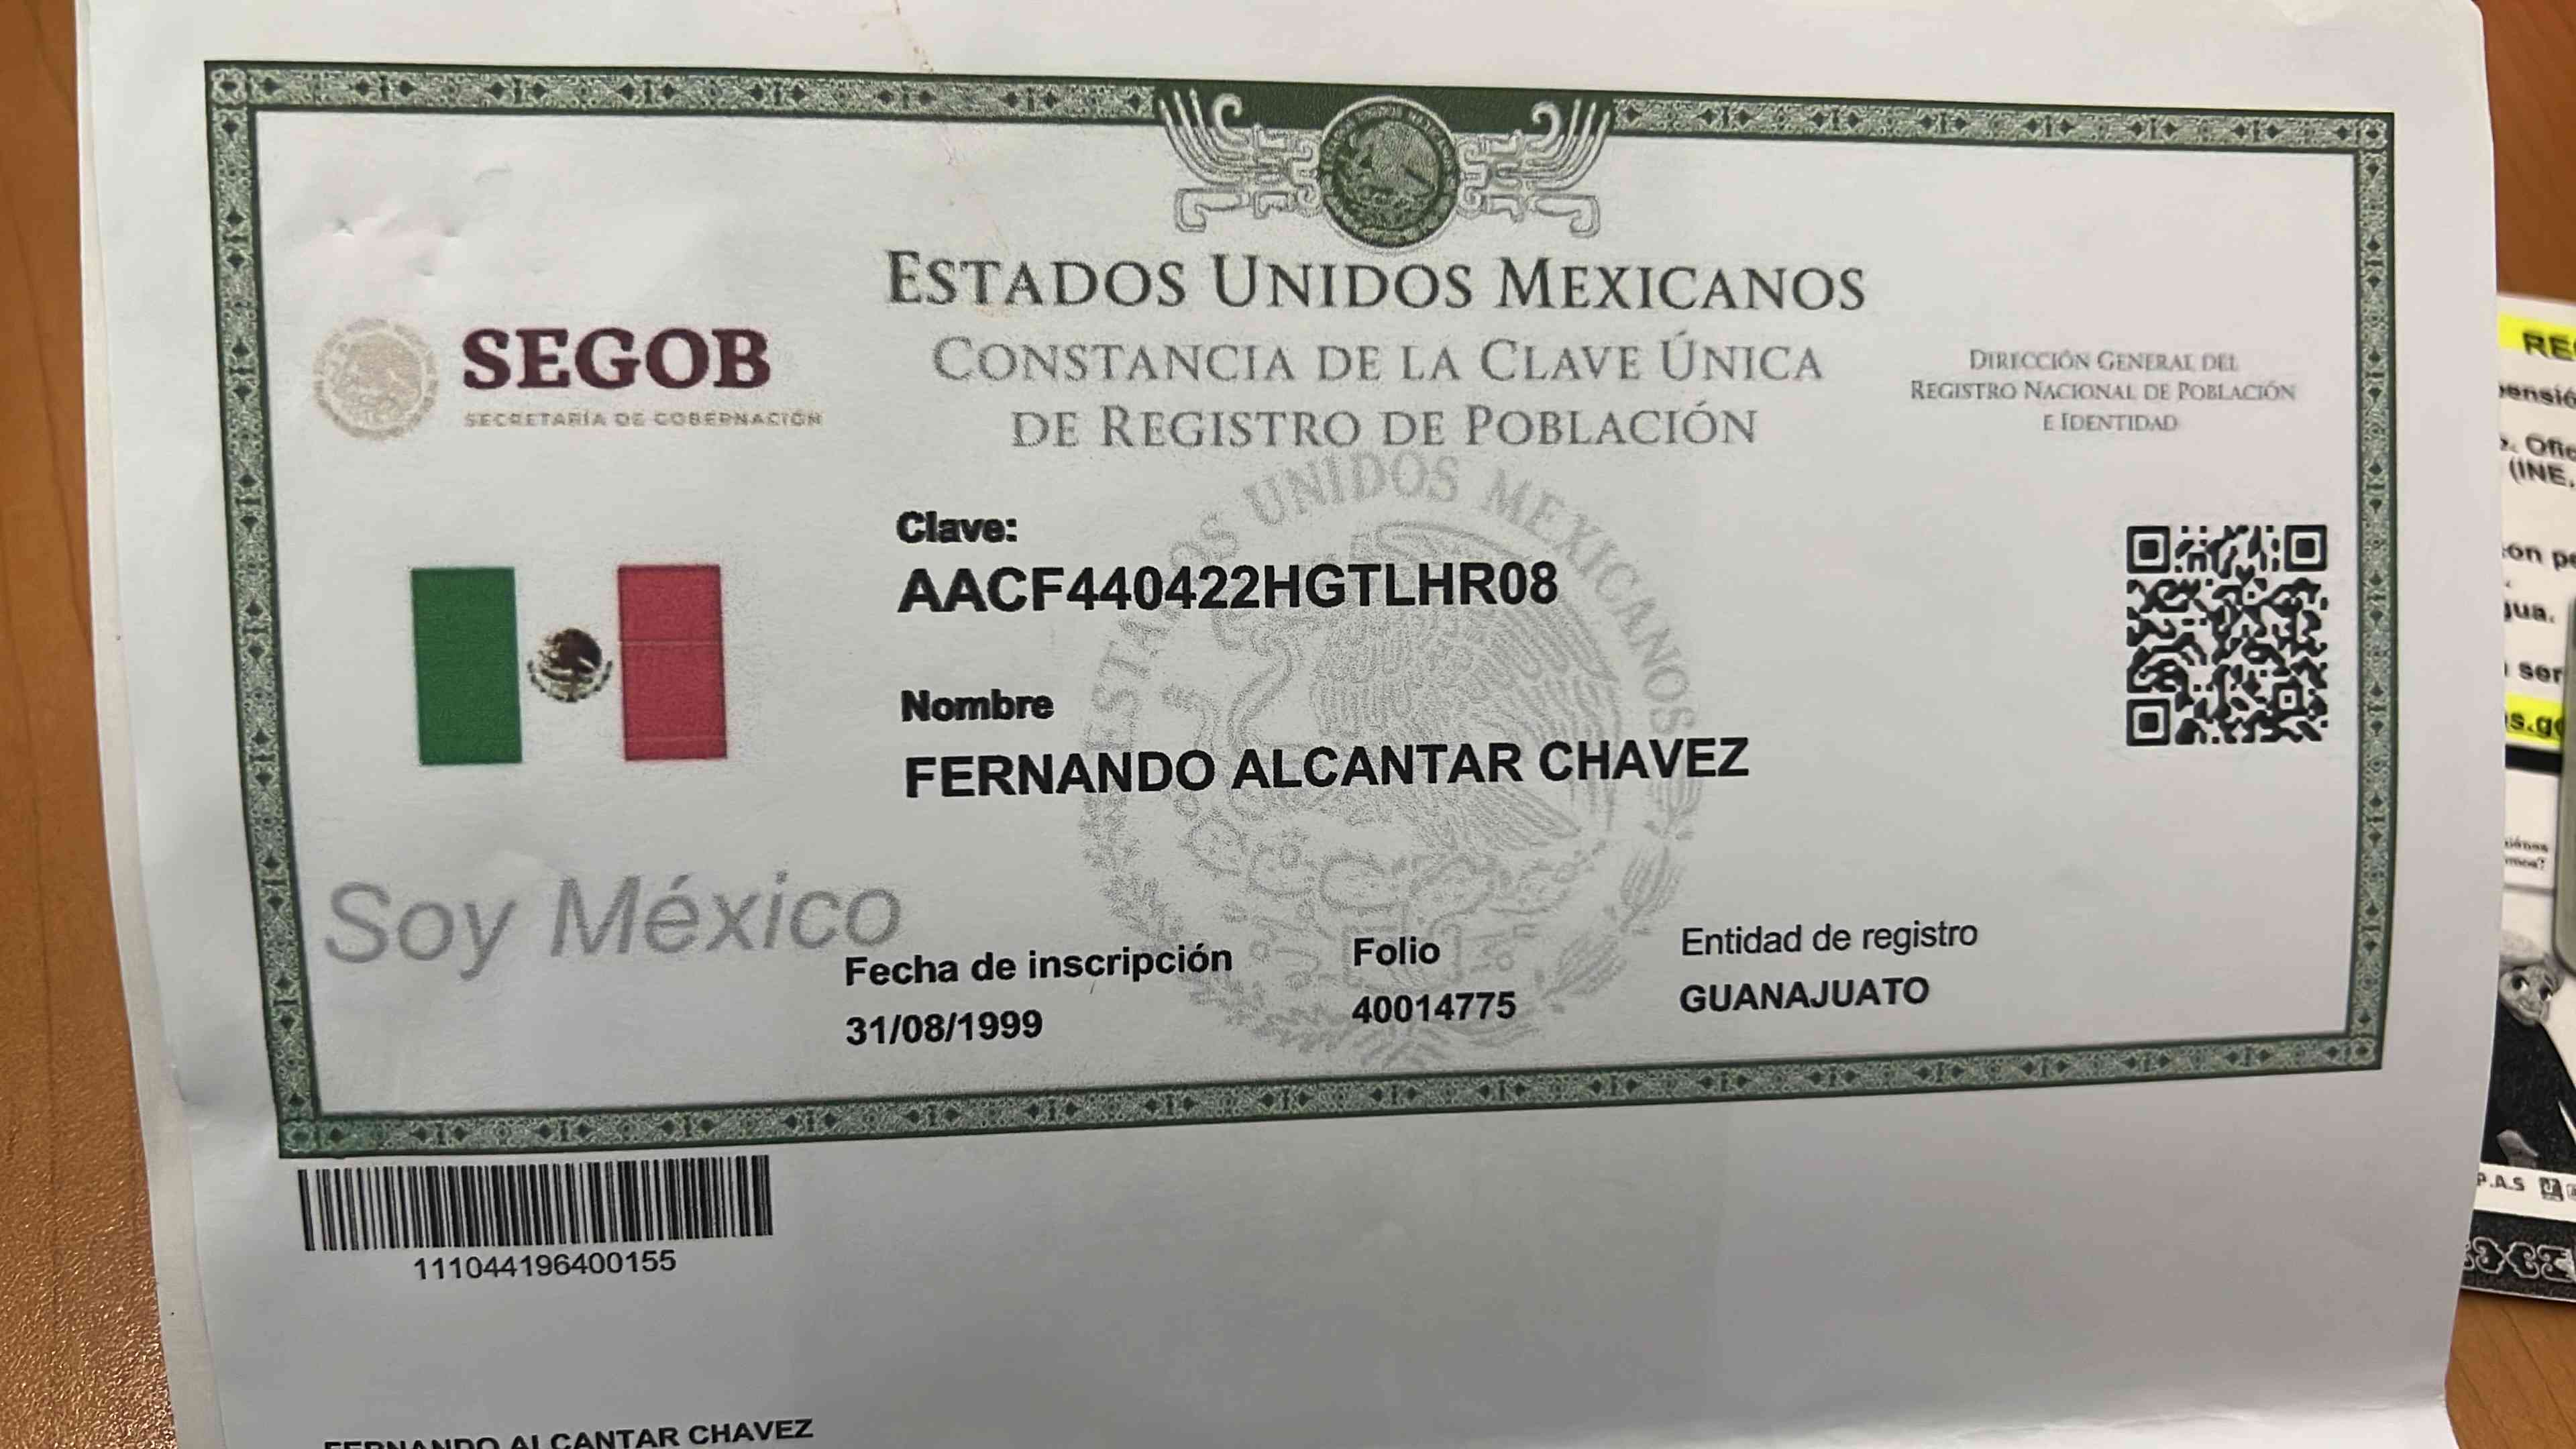 ESTADOS UNIDOS MEXICANOS
CONSTANCIA DE LA CLAVE ÚNICA
DE REGISTRO DE POBLACIÓN
SEGOB
SECRETARÍA DE GOBERNACIÓN
DIRECCIÓN GENERAL DEL
REGISTRO NACIONAL DE POBLACIÓN
E IDENTIDAD
ESTADOS UNIDOS MEXICANOS
Clave:
AACF440422HGTLHR08
Nombre
FERNANDO ALCANTAR CHAVEZ
Soy México
Fecha de inscripción
31/08/1999
Folio
40014775
Entidad de registro
GUANAJUATO
111044196400155
FERNANDO ALCANTAR CHAVEZ
(INE,
P.A.S